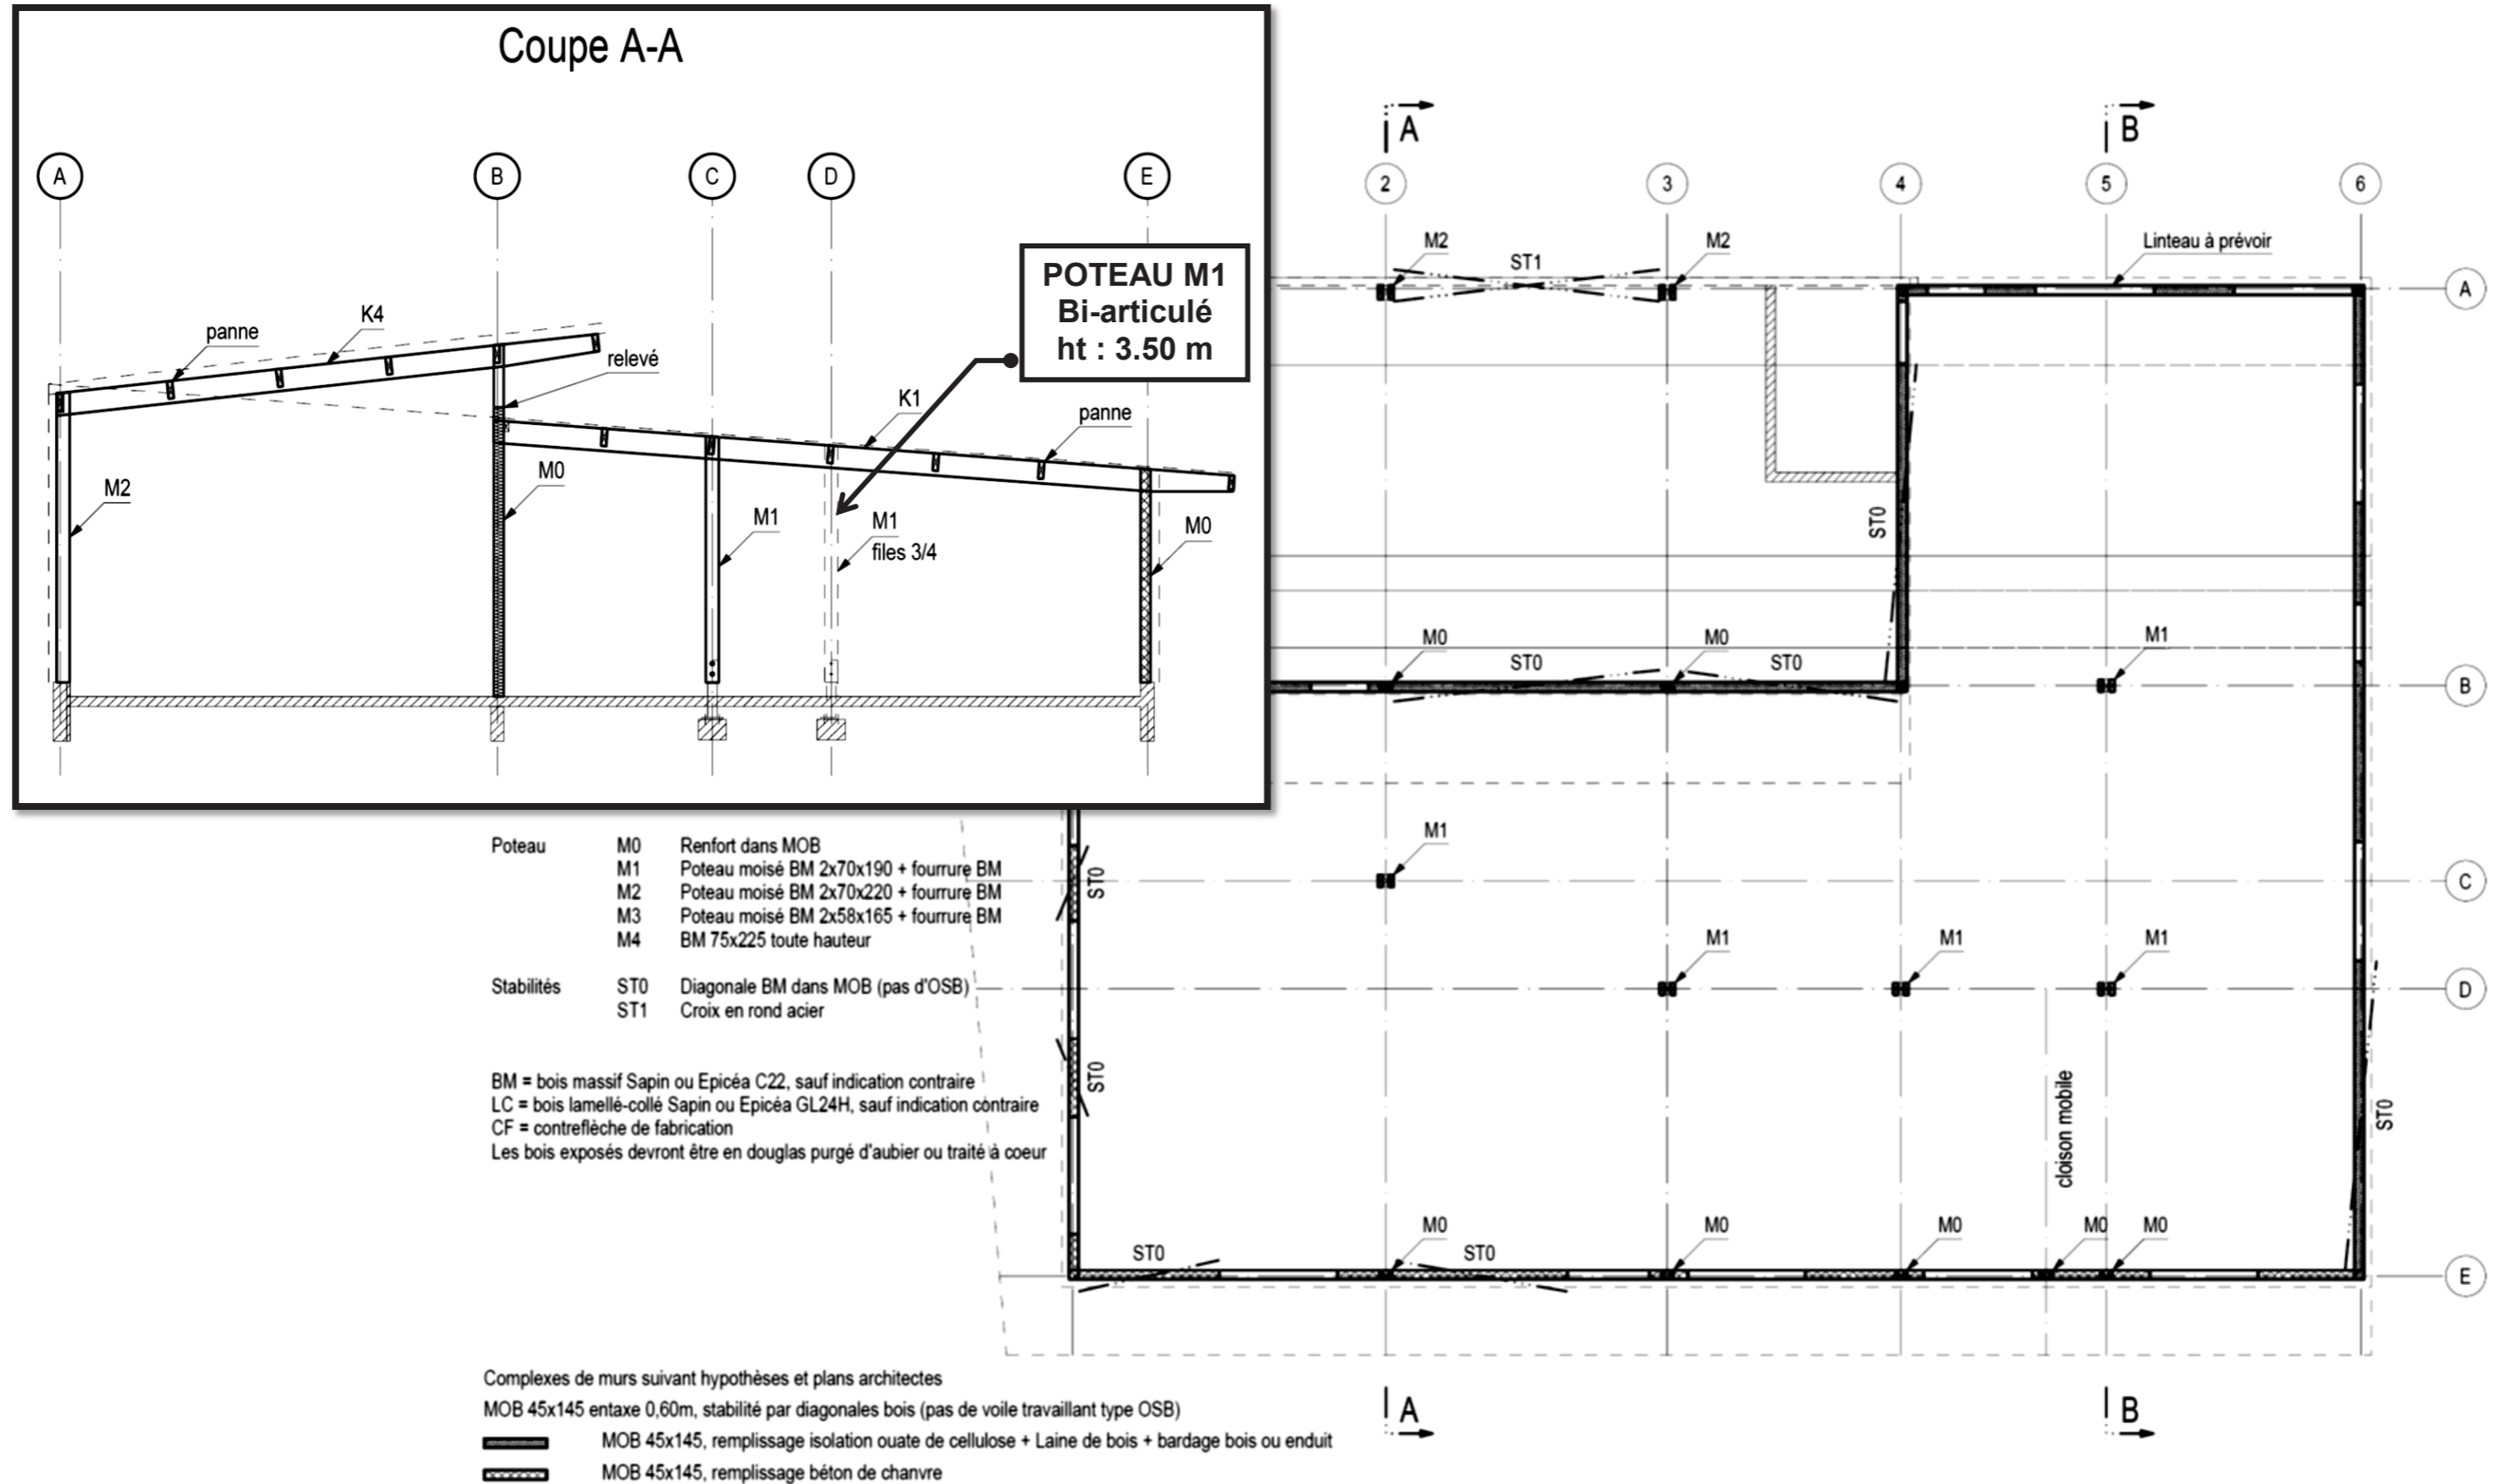 Coupe A-A
A
B
C
D
E
POTEAU M1
Bi-articulé
ht : 3.50 m
panne
K4
relevé
K1
panne
M2
M0
M1
M1
files 3/4
M0
A
B
2
3
4
5
6
M2
ST1
M2
Linteau à prévoir
A
ST0
M0
ST0
M0
ST0
M1
B
M1
C
ST0
M1
M1
M1
D
ST0
cloison mobile
ST0
ST0
M0
ST0
M0
M0
M0
M0
E
Poteau M0 Renfort dans MOB
M1 Poteau moisé BM 2x70x190 + fourrure BM
M2 Poteau moisé BM 2x70x220 + fourrure BM
M3 Poteau moisé BM 2x58x165 + fourrure BM
M4 BM 75x225 toute hauteur
Stabilités ST0 Diagonale BM dans MOB (pas d'OSB)
ST1 Croix en rond acier
BM = bois massif Sapin ou Epicéa C22, sauf indication contraire
LC = bois lamellé-collé Sapin ou Epicéa GL24H, sauf indication contraire
CF = contreflèche de fabrication
Les bois exposés devront être en douglas purgé d'aubier ou traité à coeur
A
B
Complexes de murs suivant hypothèses et plans architectes
MOB 45x145 entaxe 0,60m, stabilité par diagonales bois (pas de voile travaillant type OSB)
MOB 45x145, remplissage isolation ouate de cellulose + Laine de bois + bardage bois ou enduit
MOB 45x145, remplissage béton de chanvre